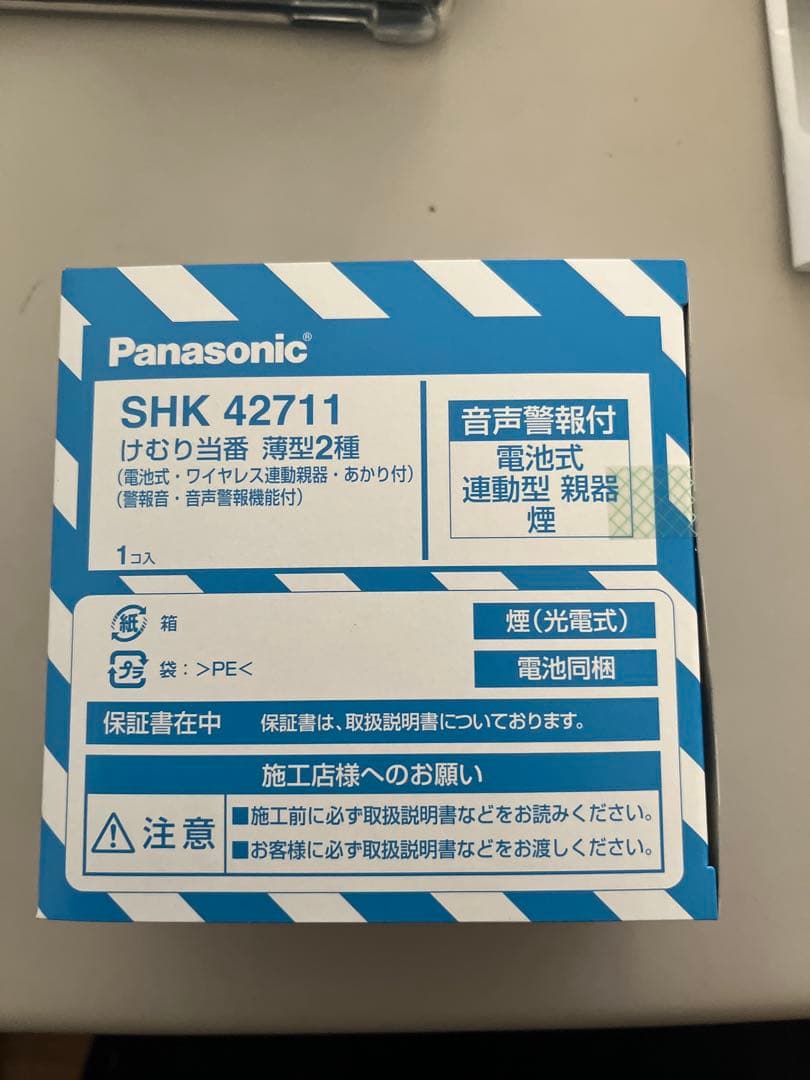 Panasonic®
SHK 42711
けむり当番 薄型2種
(電池式・ワイヤレス連動親器・あかり付)
(警報音・音声警報機能付)
1コ入
音声警報付
電池式
連動型 親器
煙
紙 箱
プラ 袋:>PE<
煙(光電式)
電池同梱
保証書在中 保証書は、取扱説明書についております。
施工店様へのお願い
注意
■施工前に必ず取扱説明書などをお読みください。
■お客様に必ず取扱説明書などをお渡しください。